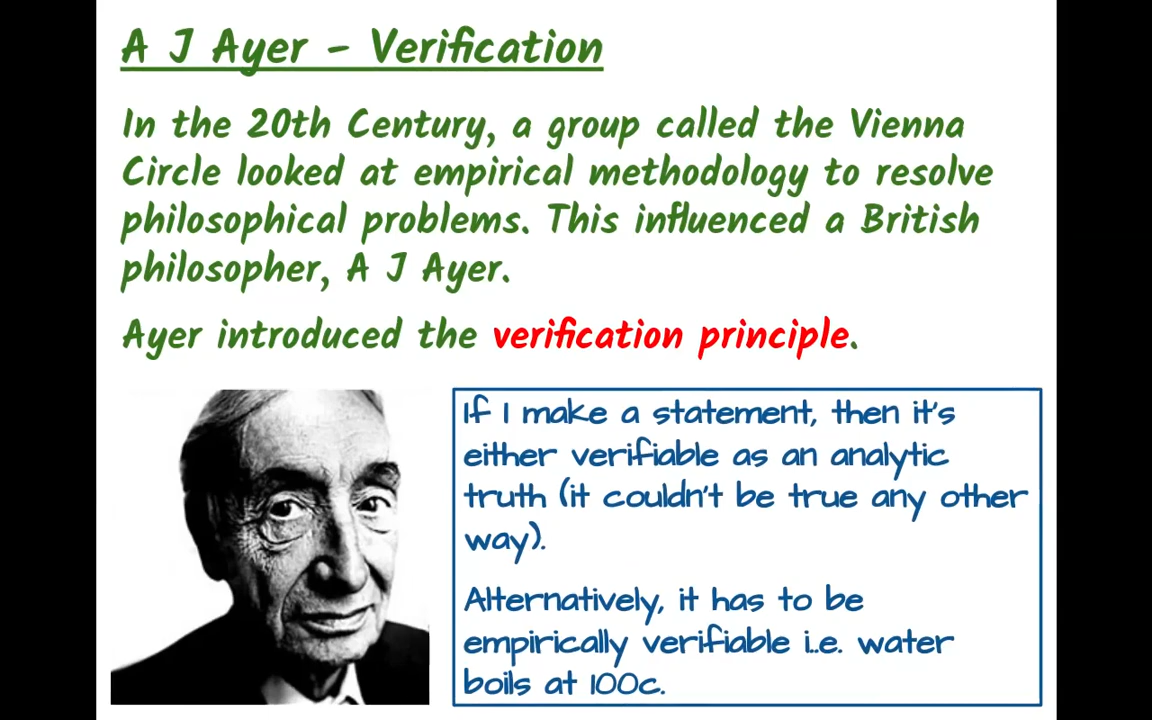 A J Ayer – Verification
In the 20th Century, a group called the Vienna
Circle looked at empirical methodology to resolve
philosophical problems. This influenced a British
philosopher, A J Ayer.
Ayer introduced the verification principle.
If I make a statement, then it's
either verifiable as an analytic
truth (it couldn't be true any other
way).
Alternatively, it has to be
empirically verifiable i.e. water
boils at 100c.